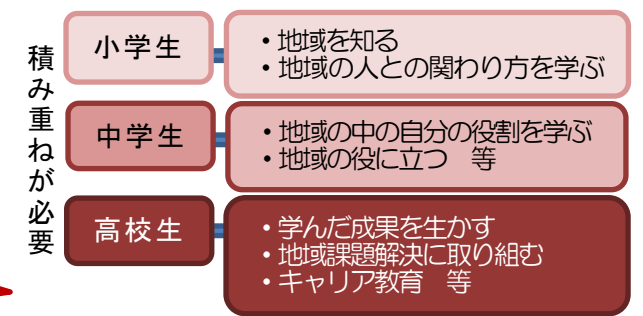 積み重ねが必要
小学生
・地域を知る
・地域の人との関わり方を学ぶ
中学生
・地域の中の自分の役割を学ぶ
・地域の役に立つ　等
高校生
・学んだ成果を生かす
・地域課題解決に取り組む
・キャリア教育　等